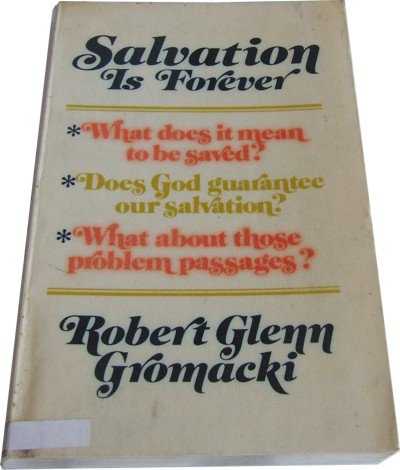 Salvation
Is Forever
*What does it mean
to be saved?
*Does God guarantee
our salvation?
*What about those
problem passages?
Robert Glenn
Gromacki